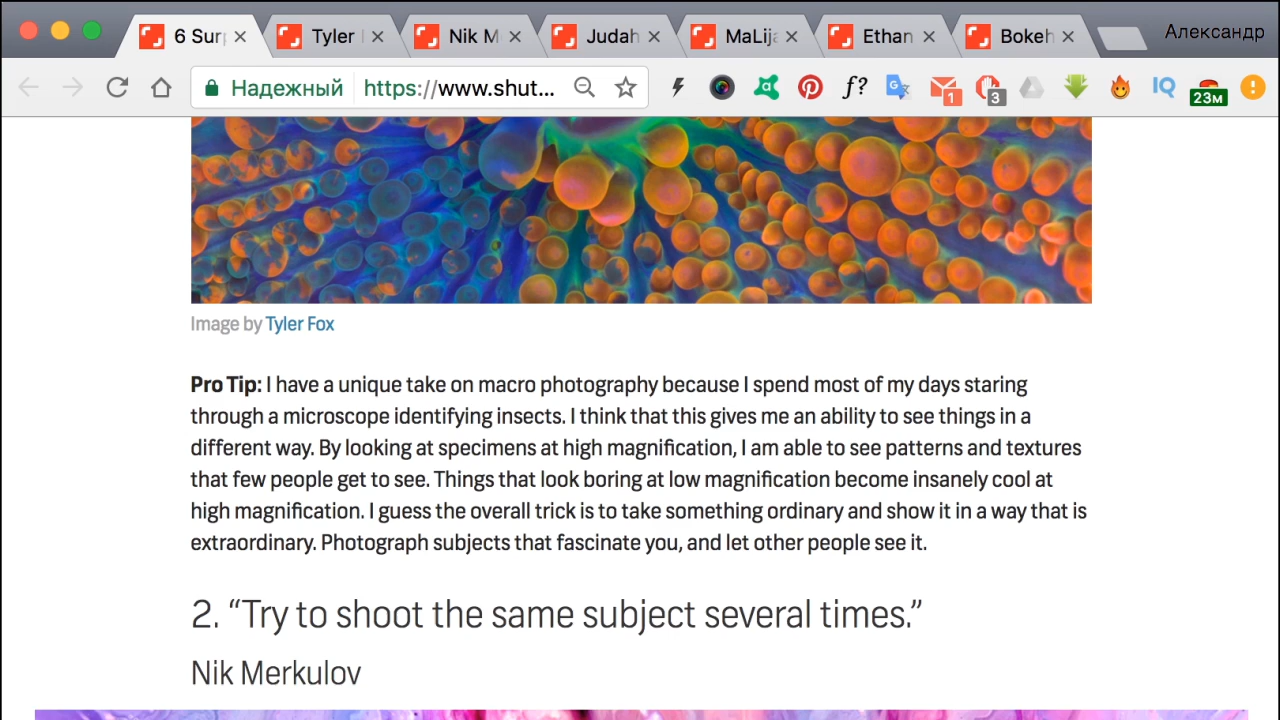 6 Sur
Tyler
Nik M
Judah
MaLija
Ethan
Bokeh
Александр
Надежный
https://www.shut...
f?
1
3
IQ
23м
Image by Tyler Fox
Pro Tip: I have a unique take on macro photography because I spend most of my days staring
through a microscope identifying insects. I think that this gives me an ability to see things in a
different way. By looking at specimens at high magnification, I am able to see patterns and textures
that few people get to see. Things that look boring at low magnification become insanely cool at
high magnification. I guess the overall trick is to take something ordinary and show it in a way that is
extraordinary. Photograph subjects that fascinate you, and let other people see it.
2. “Try to shoot the same subject several times.”
Nik Merkulov